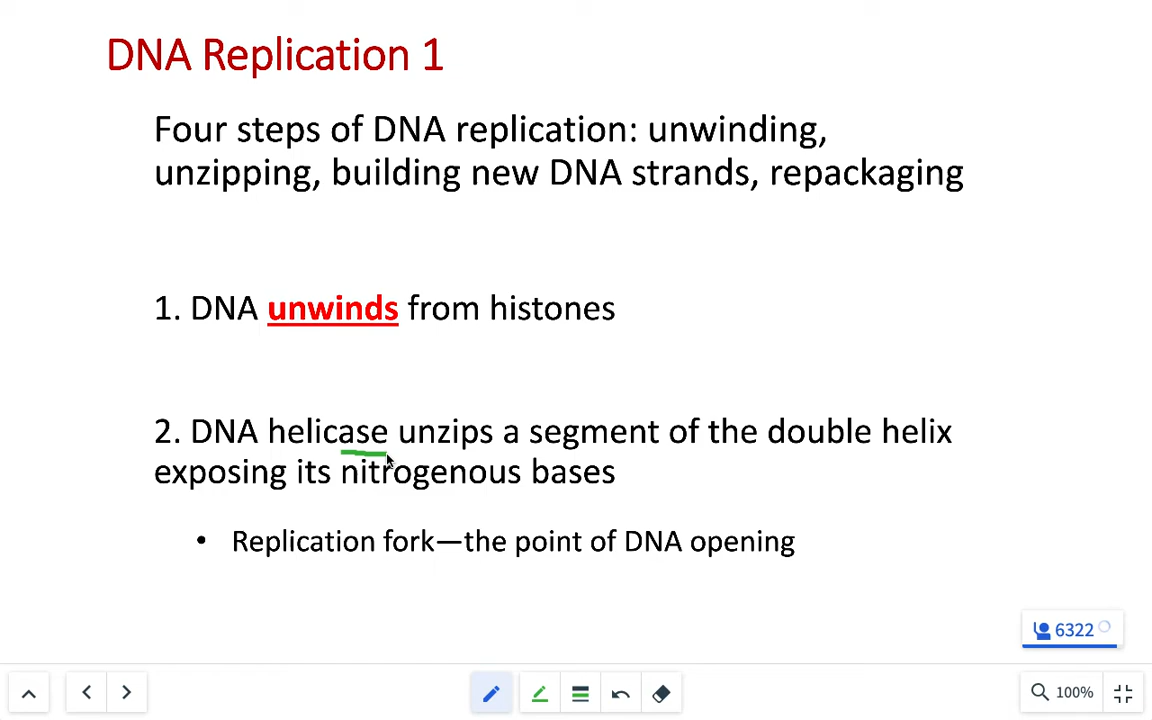 DNA Replication 1
Four steps of DNA replication: unwinding,
unzipping, building new DNA strands, repackaging
1. DNA unwinds from histones
2. DNA helicase unzips a segment of the double helix
exposing its nitrogenous bases
• Replication fork—the point of DNA opening
6322
100%